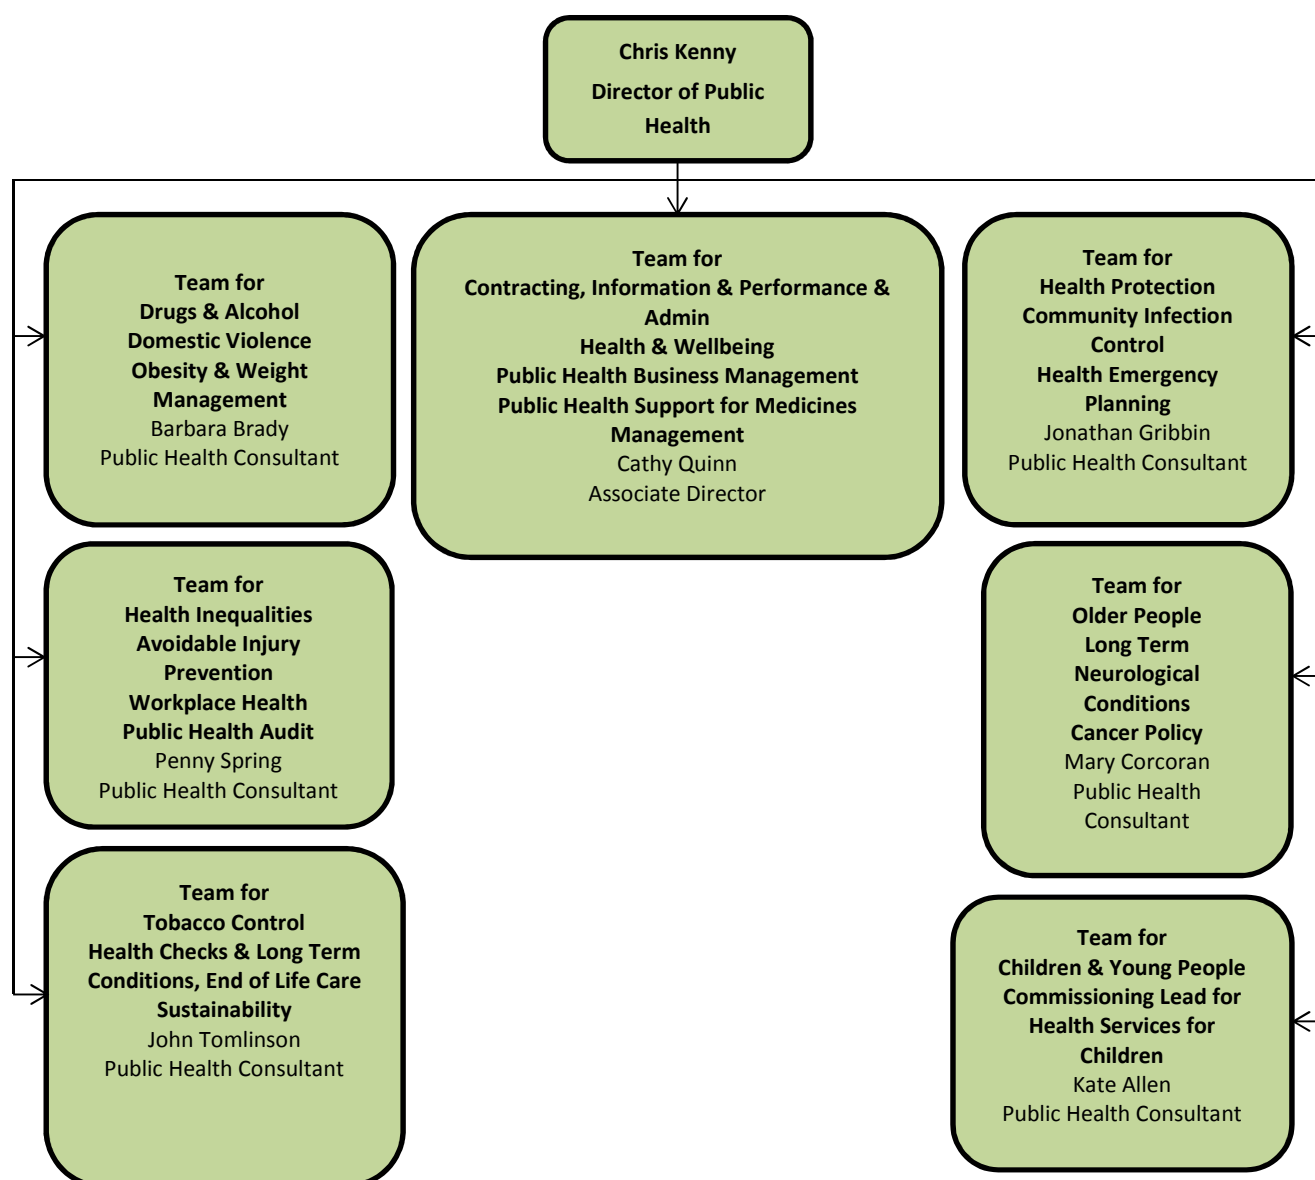 Chris Kenny
Director of Public
Health
Team for
Drugs & Alcohol
Domestic Violence
Obesity & Weight
Management
Barbara Brady
Public Health Consultant
Team for
Contracting, Information & Performance &
Admin
Health & Wellbeing
Public Health Business Management
Public Health Support for Medicines
Management
Cathy Quinn
Associate Director
Team for
Health Protection
Community Infection
Control
Health Emergency
Planning
Jonathan Gribbin
Public Health Consultant
Team for
Health Inequalities
Avoidable Injury
Prevention
Workplace Health
Public Health Audit
Penny Spring
Public Health Consultant
Team for
Older People
Long Term
Neurological
Conditions
Cancer Policy
Mary Corcoran
Public Health
Consultant
Team for
Tobacco Control
Health Checks & Long Term
Conditions, End of Life Care
Sustainability
John Tomlinson
Public Health Consultant
Team for
Children & Young People
Commissioning Lead for
Health Services for
Children
Kate Allen
Public Health Consultant